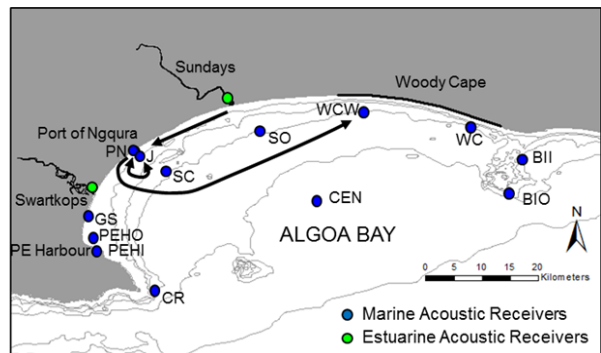 Sundays
Woody Cape
WCW
Port of Ngqura
SO
WC
PN
J
BII
SC
Swartkops
BIO
CEN
N
GS
PEHO
ALGOA BAY
PE Harbour
PEHI
0 5 10 15 20
Kilometers
CR
Marine Acoustic Receivers
Estuarine Acoustic Receivers